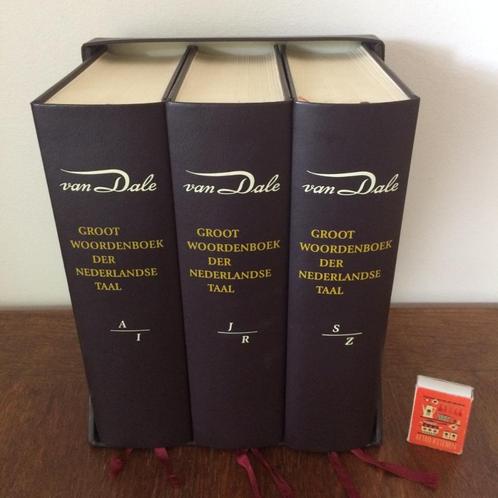 van Dale
GROOT
WOORDENBOEK
DER
NEDERLANDSE
TAAL
A
I
van Dale
GROOT
WOORDENBOEK
DER
NEDERLANDSE
TAAL
J
R
van Dale
GROOT
WOORDENBOEK
DER
NEDERLANDSE
TAAL
S
Z